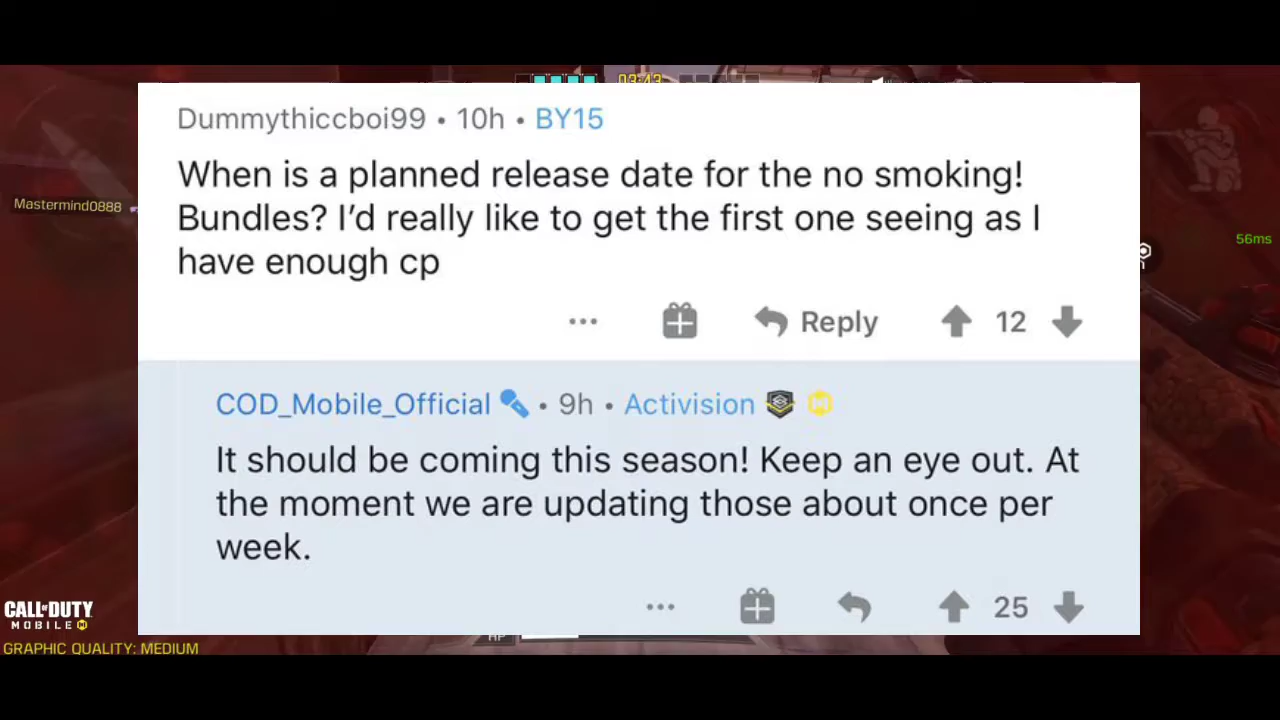 03:43
Dummythiccboi99 • 10h • BY15
When is a planned release date for the no smoking!
Bundles? I’d really like to get the first one seeing as I
have enough cp
Mastermind0888
56ms
... Reply 12
COD_Mobile_Official • 9h • Activision
It should be coming this season! Keep an eye out. At
the moment we are updating those about once per
week.
... 25
CALL OF DUTY
MOBILE
HP
GRAPHIC QUALITY: MEDIUM